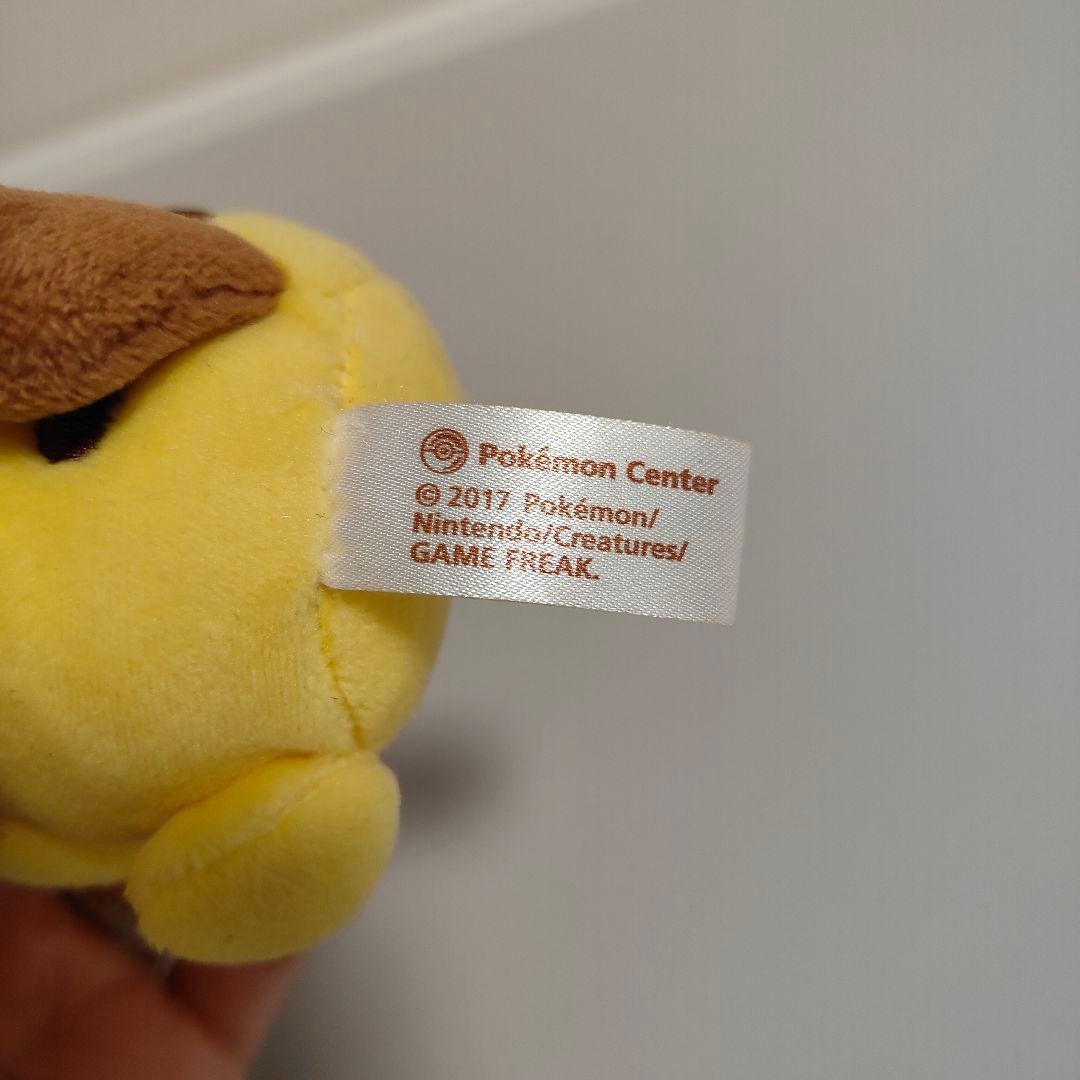 Pokémon Center
© 2017 Pokémon/
Nintendo/Creatures/
GAME FREAK.